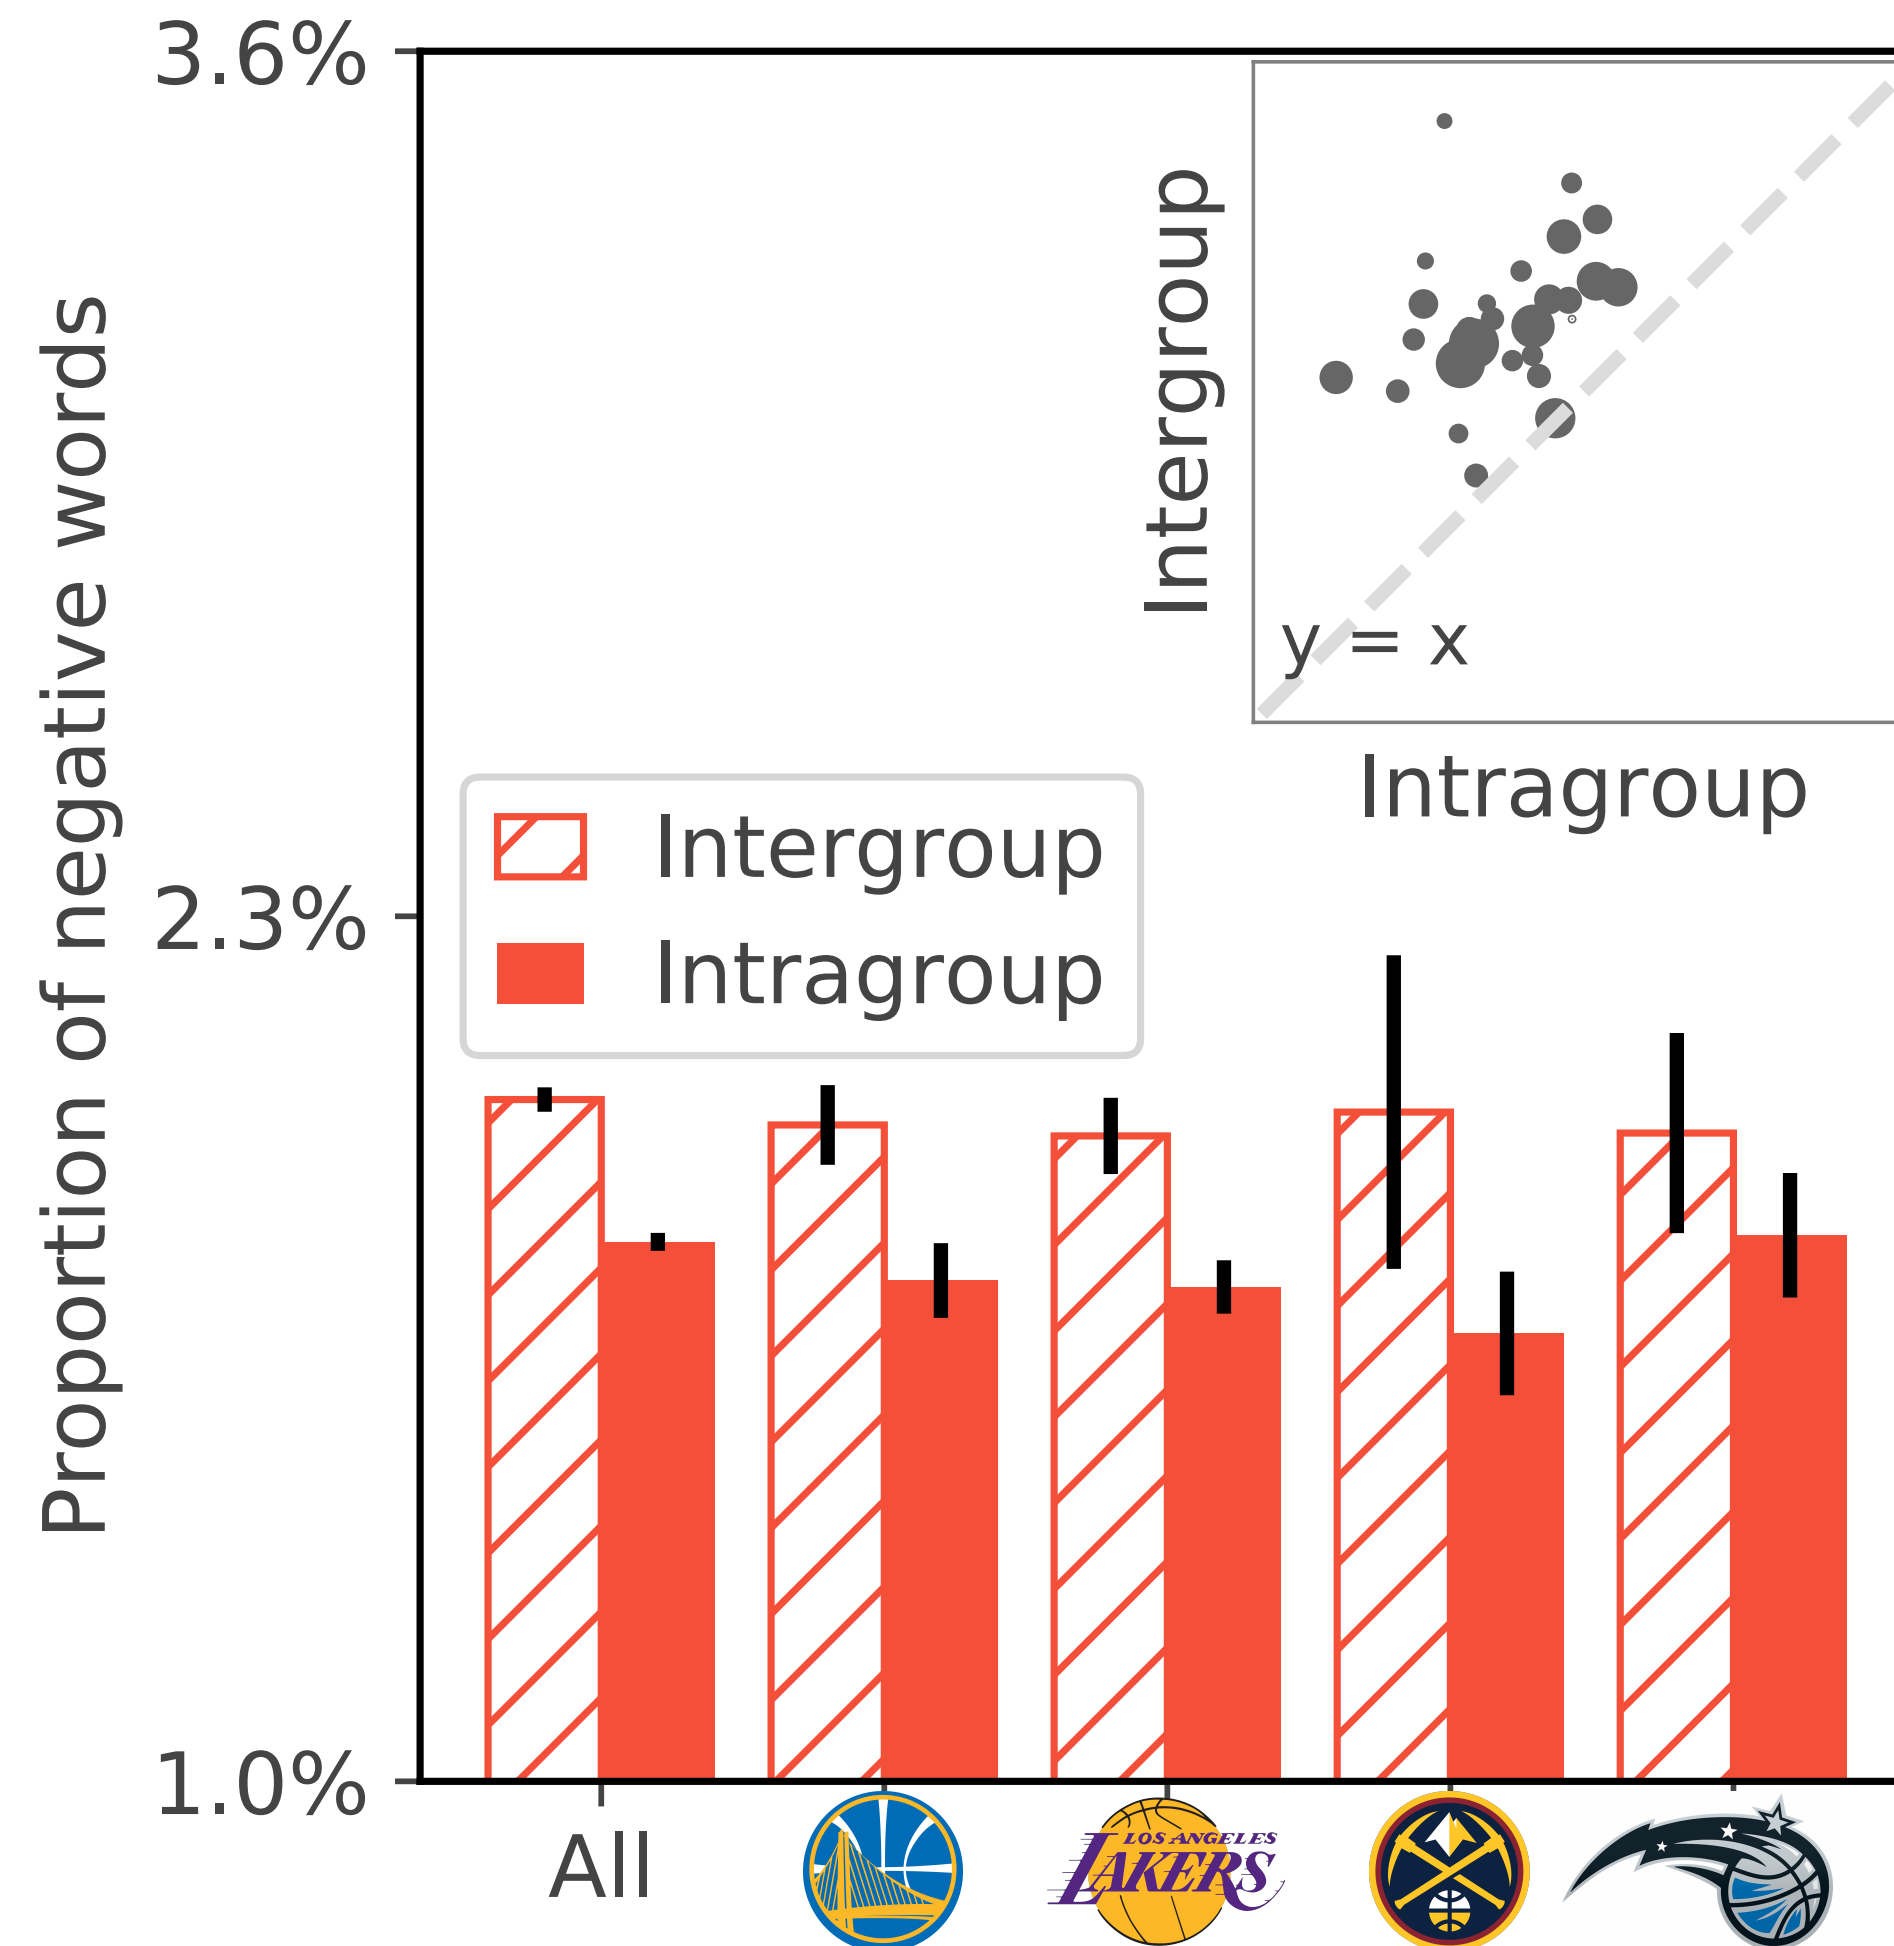 3.6%
2.3%
1.0%
Proportion of negative words
Intergroup
y = x
Intragroup
Intergroup
Intragroup
All
LOS ANGELES
LAKERS